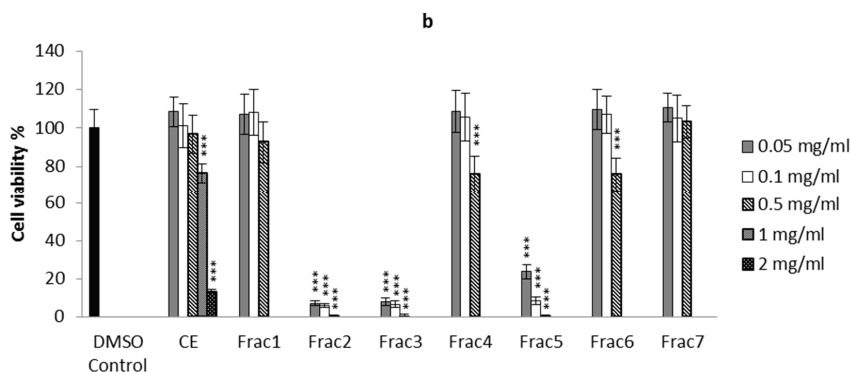 b
Cell viability %
140
120
100
80
60
40
20
0
***
***
***
***
***
***
***
***
***
***
***
***
***
DMSO Control
CE
Frac1
Frac2
Frac3
Frac4
Frac5
Frac6
Frac7
0.05 mg/ml
0.1 mg/ml
0.5 mg/ml
1 mg/ml
2 mg/ml